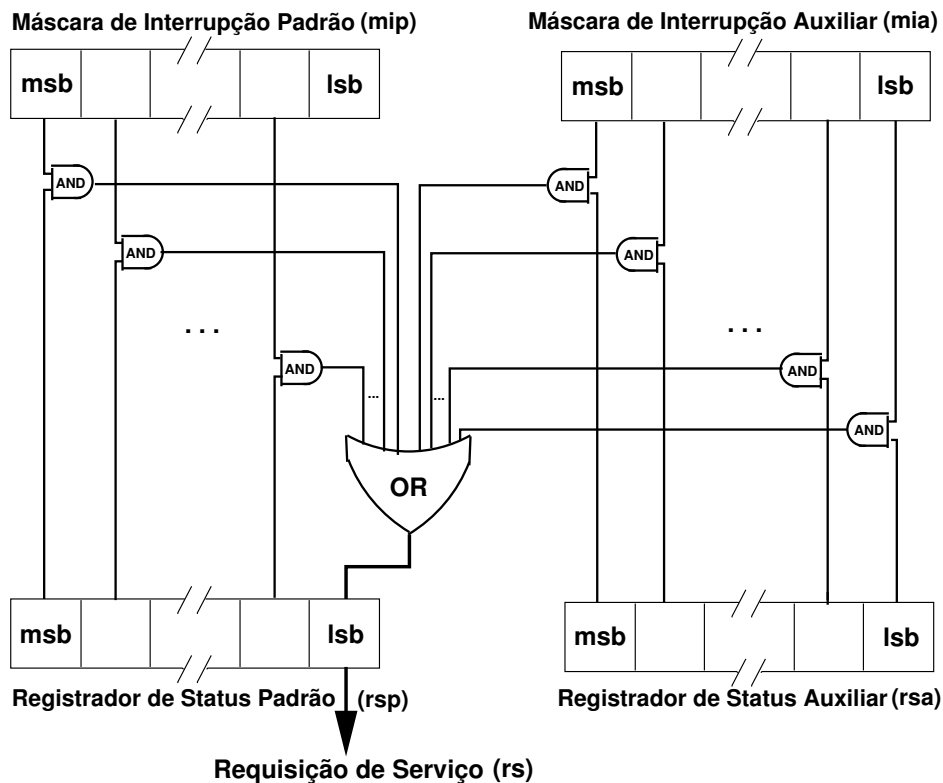 Máscara de Interrupção Padrão (mip)
Máscara de Interrupção Auxiliar (mia)
msb
lsb
msb
lsb
AND
AND
AND
AND
. . .
. . .
AND
AND
...
...
AND
OR
msb
lsb
msb
lsb
Registrador de Status Padrão (rsp)
Registrador de Status Auxiliar (rsa)
Requisição de Serviço (rs)